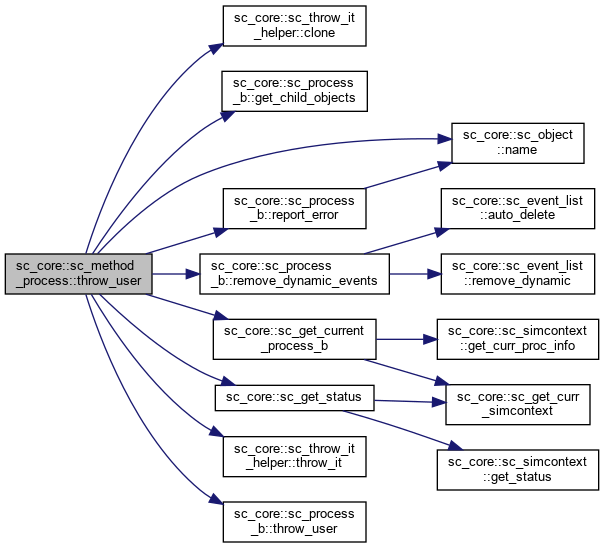 sc_core::sc_throw_it
_helper::clone
sc_core::sc_process
_b::get_child_objects
sc_core::sc_object
::name
sc_core::sc_process
_b::report_error
sc_core::sc_event_list
::auto_delete
sc_core::sc_method
_process::throw_user
sc_core::sc_process
_b::remove_dynamic_events
sc_core::sc_event_list
::remove_dynamic
sc_core::sc_get_current
_process_b
sc_core::sc_simcontext
::get_curr_proc_info
sc_core::sc_get_status
sc_core::sc_get_curr
_simcontext
sc_core::sc_throw_it
_helper::throw_it
sc_core::sc_simcontext
::get_status
sc_core::sc_process
_b::throw_user